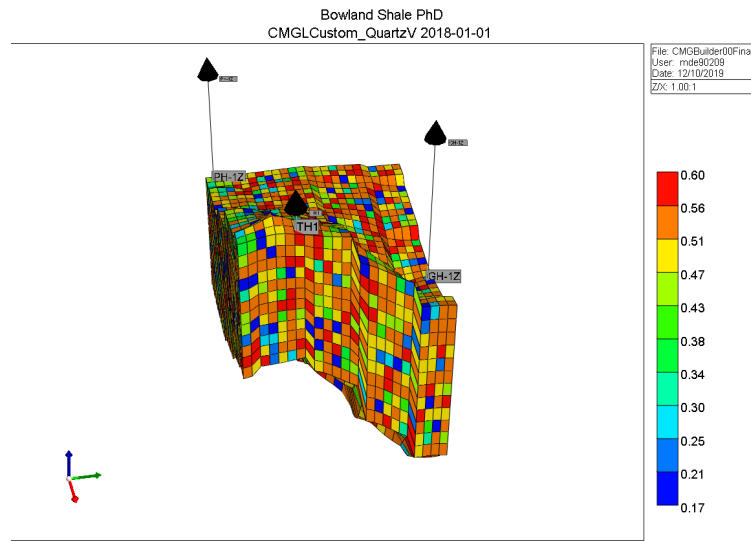 Bowland Shale PhD
CMGLCustom_QuartzV 2018-01-01
File: CMGBuilder00Fina
User: mde90209
Date: 12/10/2019
Z/X: 1.00:1
PH-1Z
TH1
GH-1Z
0.60
0.56
0.51
0.47
0.43
0.38
0.34
0.30
0.25
0.21
0.17